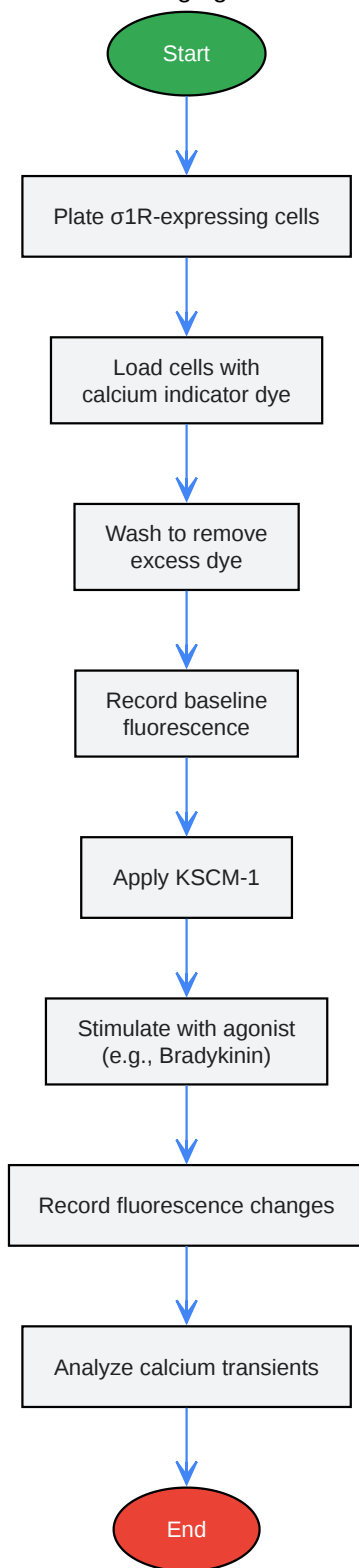 Start
Plate σ1R-expressing cells
Load cells with
calcium indicator dye
Wash to remove
excess dye
Record baseline
fluorescence
Apply KSCM-1
Stimulate with agonist
(e.g., Bradykinin)
Record fluorescence changes
Analyze calcium transients
End